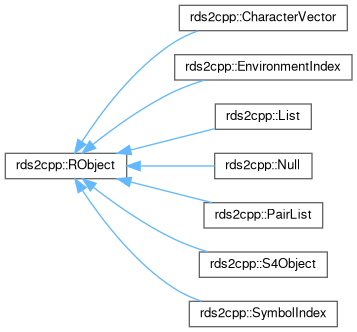 rds2cpp::CharacterVector
rds2cpp::EnvironmentIndex
rds2cpp::List
rds2cpp::RObject
rds2cpp::Null
rds2cpp::PairList
rds2cpp::S4Object
rds2cpp::SymbolIndex